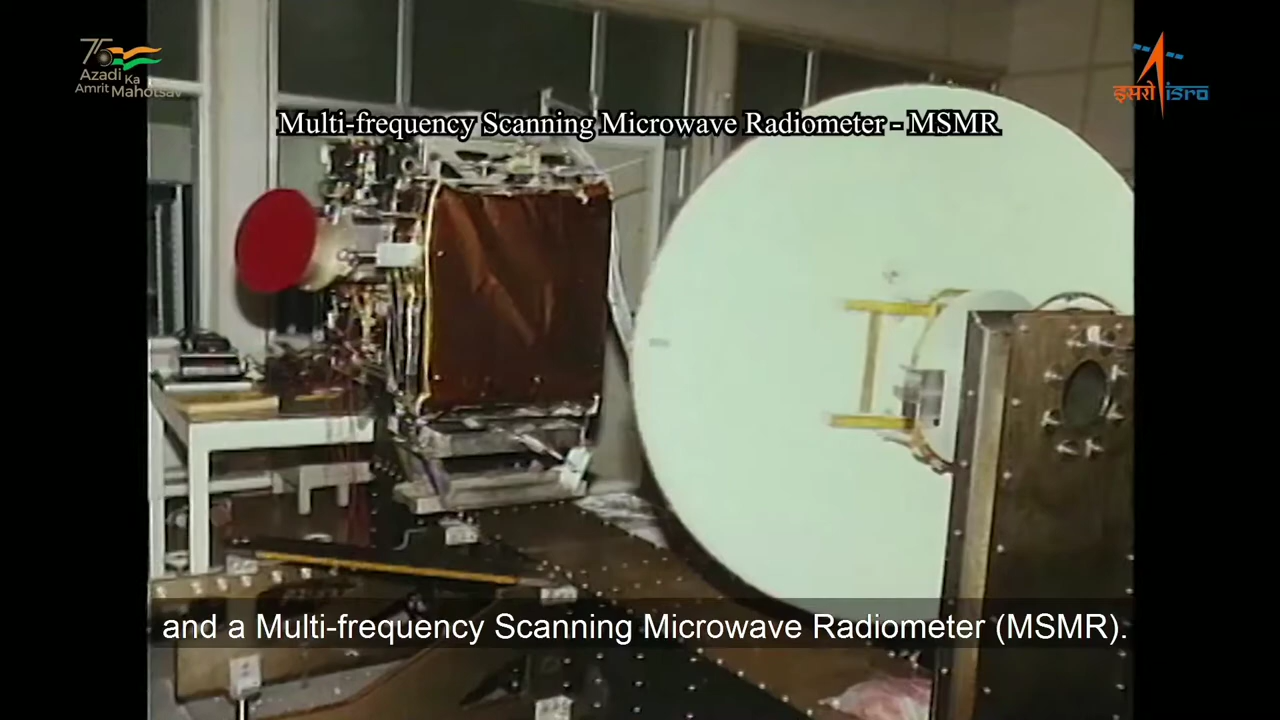 75
Azadi Ka
Amrit Mahotsav
इसरो isro
Multi-frequency Scanning Microwave Radiometer - MSMR
and a Multi-frequency Scanning Microwave Radiometer (MSMR).